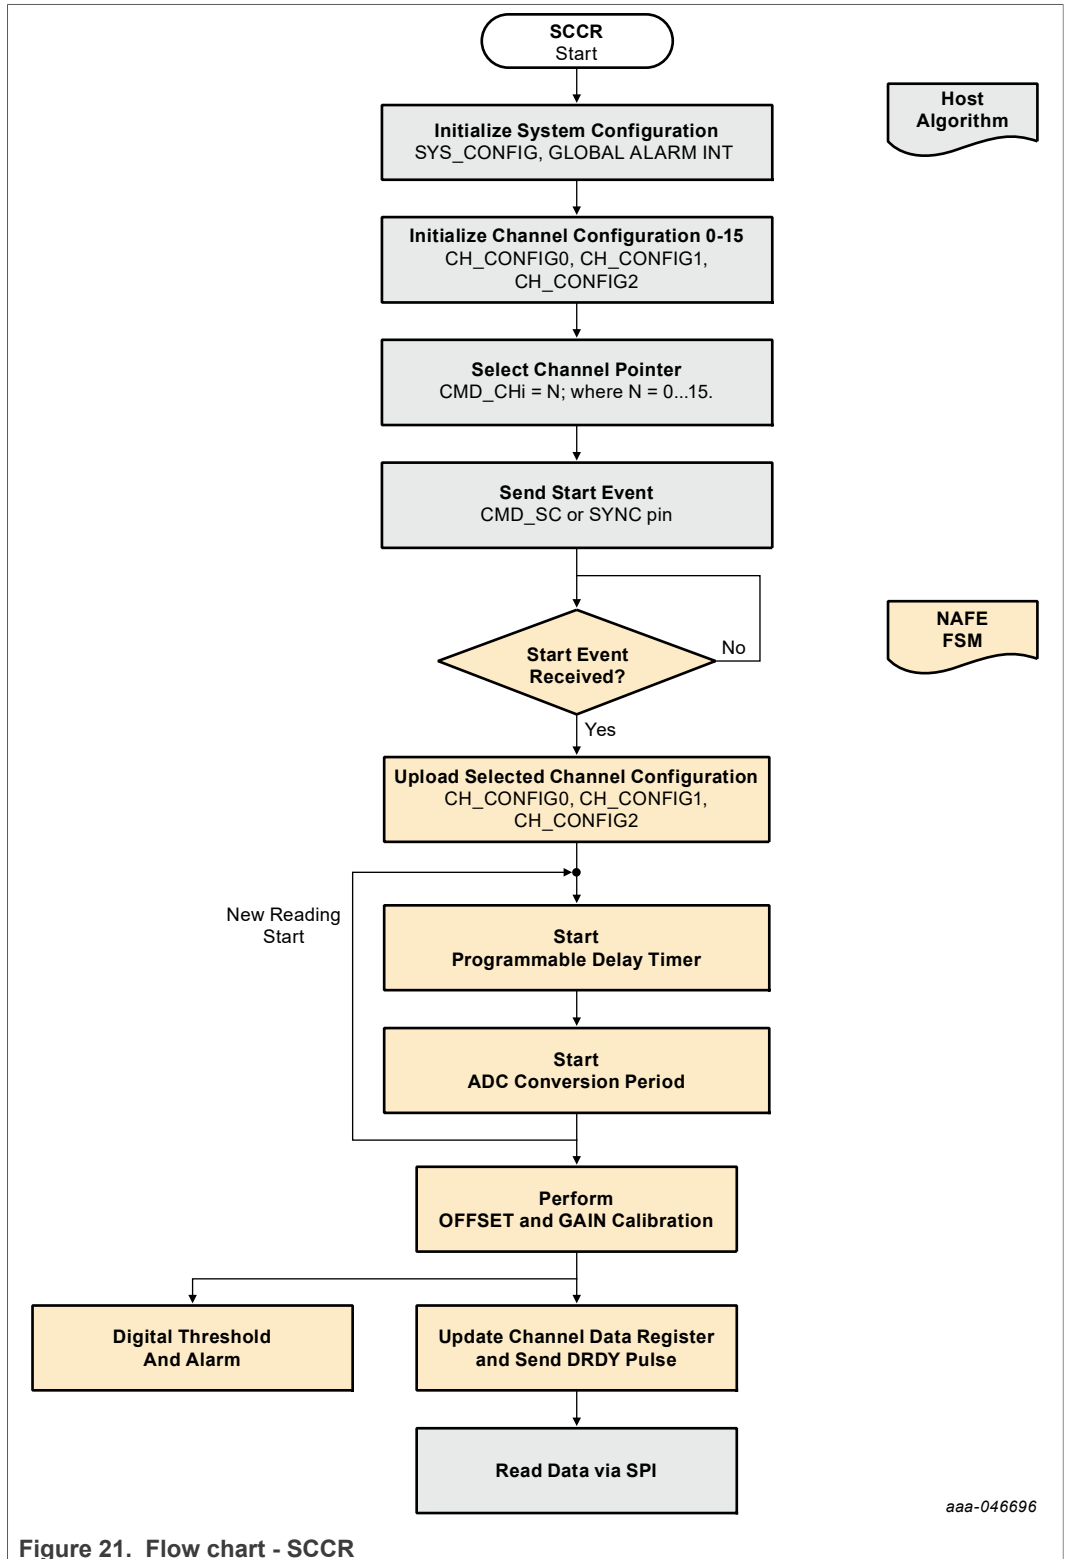 SCCR
Start
Host
Algorithm
Initialize System Configuration
SYS_CONFIG, GLOBAL ALARM INT
Initialize Channel Configuration 0-15
CH_CONFIG0, CH_CONFIG1,
CH_CONFIG2
Select Channel Pointer
CMD_CHi = N; where N = 0...15.
Send Start Event
CMD_SC or SYNC pin
NAFE
FSM
Start Event
Received?
No
Yes
Upload Selected Channel Configuration
CH_CONFIG0, CH_CONFIG1,
CH_CONFIG2
New Reading
Start
Start
Programmable Delay Timer
Start
ADC Conversion Period
Perform
OFFSET and GAIN Calibration
Digital Threshold
And Alarm
Update Channel Data Register
and Send DRDY Pulse
Read Data via SPI
aaa-046696
Figure 21. Flow chart - SCCR